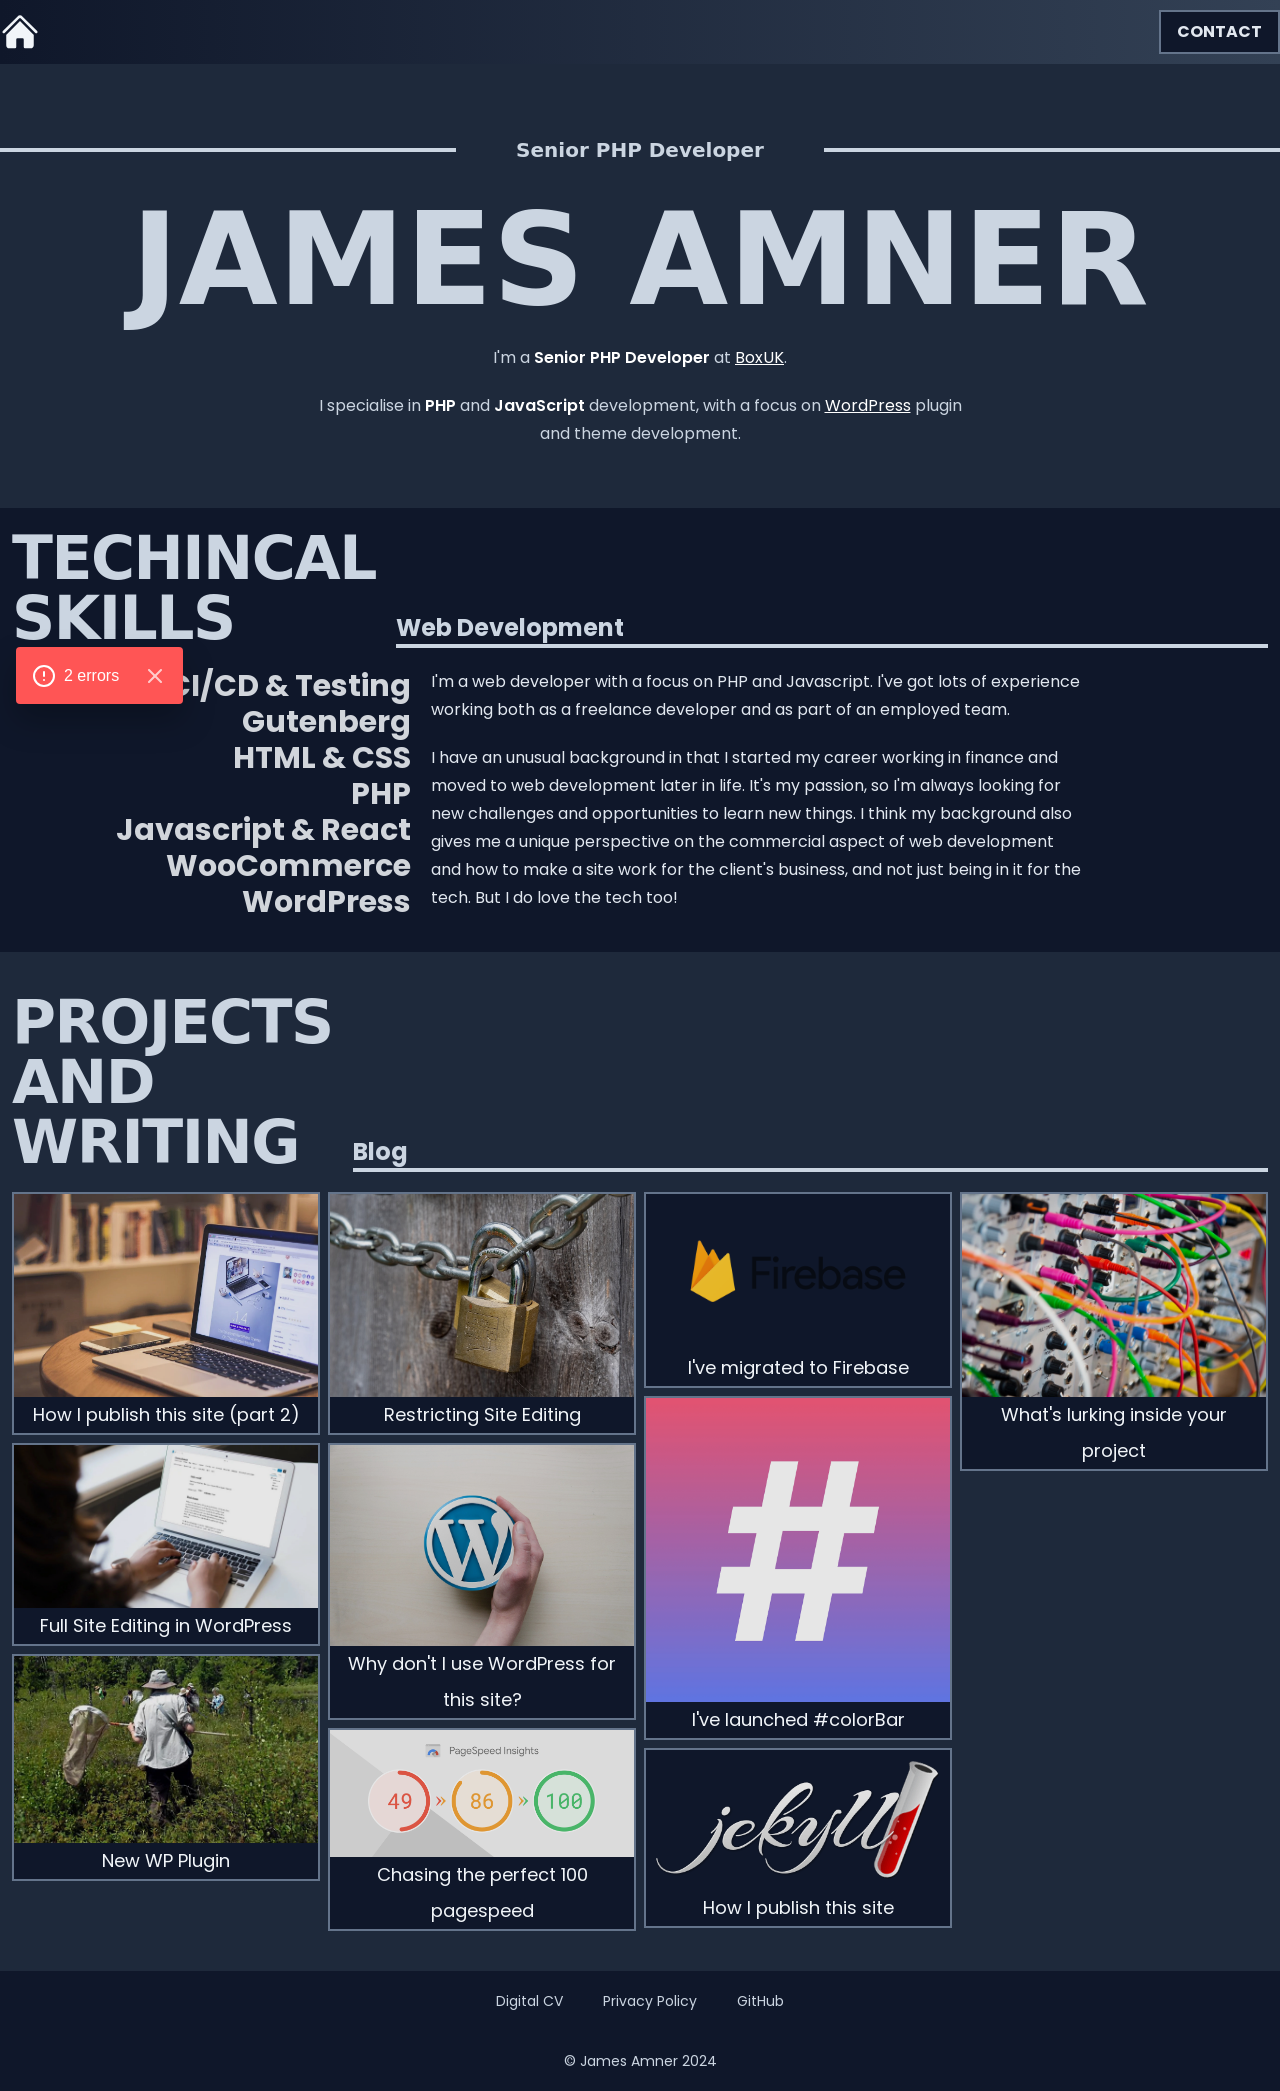 CONTACT
Senior PHP Developer
JAMES AMNER
I'm a Senior PHP Developer at BoxUK.
I specialise in PHP and JavaScript development, with a focus on WordPress plugin
and theme development.
TECHINCAL
SKILLS
Web Development
2 errors
CI/CD & Testing
Gutenberg
HTML & CSS
PHP
Javascript & React
WooCommerce
WordPress
I'm a web developer with a focus on PHP and Javascript. I've got lots of experience
working both as a freelance developer and as part of an employed team.
I have an unusual background in that I started my career working in finance and
moved to web development later in life. It's my passion, so I'm always looking for
new challenges and opportunities to learn new things. I think my background also
gives me a unique perspective on the commercial aspect of web development
and how to make a site work for the client's business, and not just being in it for the
tech. But I do love the tech too!
PROJECTS
AND
WRITING
Blog
How I publish this site (part 2)
Full Site Editing in WordPress
New WP Plugin
Restricting Site Editing
W
Why don't I use WordPress for
this site?
PageSpeed Insights
49 » 86 » 100
Chasing the perfect 100
pagespeed
Firebase
I've migrated to Firebase
#
I've launched #colorBar
jekyll
How I publish this site
What's lurking inside your
project
Digital CV
Privacy Policy
GitHub
© James Amner 2024